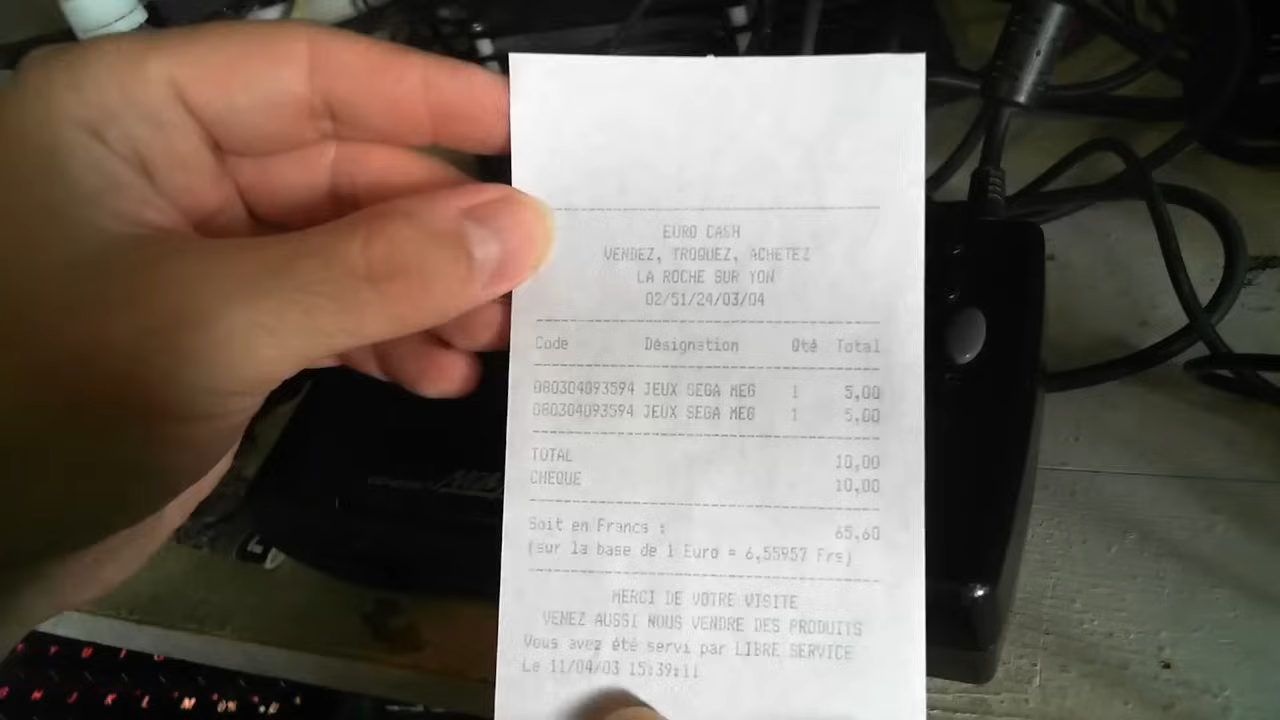 EURO CASH
VENDEZ, TROQUEZ, ACHETEZ
LA ROCHE SUR YON
02/51/24/03/04
Code Désignation Qté Total
080304093594 JEUX SEGA MEG 1 5,00
080304093594 JEUX SEGA MEG 1 5,00
TOTAL 10,00
CHEQUE 10,00
Soit en Francs : 65,60
(sur la base de 1 Euro = 6,55957 Frs)
MERCI DE VOTRE VISITE
VENEZ AUSSI NOUS VENDRE DES PRODUITS
Vous avez été servi par LIBRE SERVICE
Le 11/04/03 15:39:11
Y U I
H J K L M